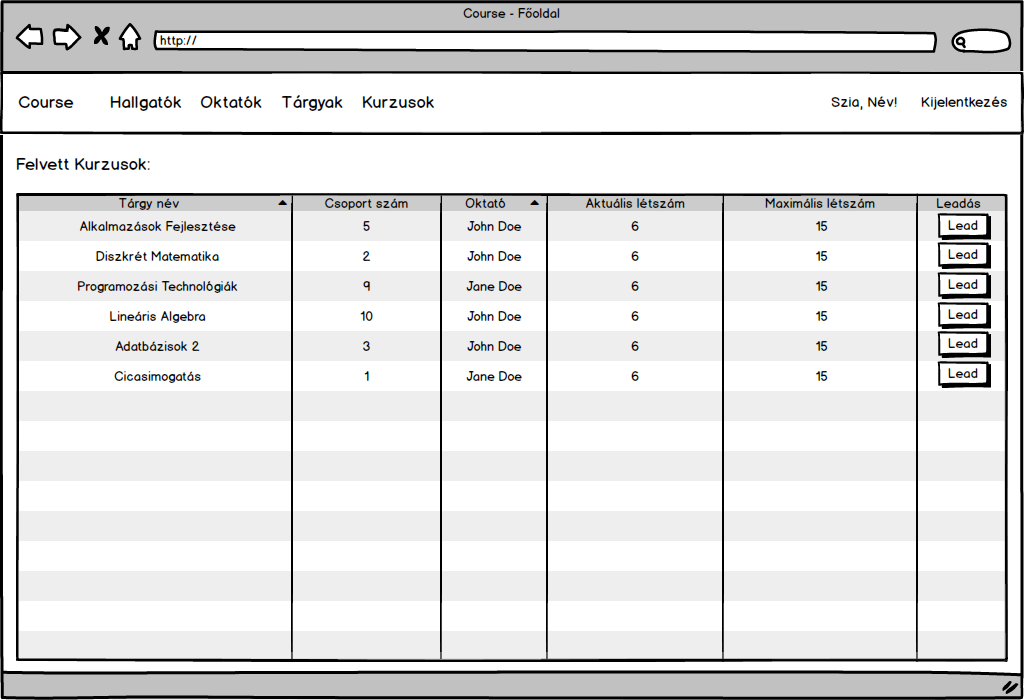 Course - Főoldal
http://
Course Hallgatók Oktatók Tárgyak Kurzusok Szia, Név! Kijelentkezés
Felvett Kurzusok:
Tárgy név Csoport szám Oktató Aktuális létszám Maximális létszám Leadás
Alkalmazások Fejlesztése 5 John Doe 6 15 Lead
Diszkrét Matematika 2 John Doe 6 15 Lead
Programozási Technológiák 9 Jane Doe 6 15 Lead
Lineáris Algebra 10 John Doe 6 15 Lead
Adatbázisok 2 3 John Doe 6 15 Lead
Cicasimogatás 1 Jane Doe 6 15 Lead